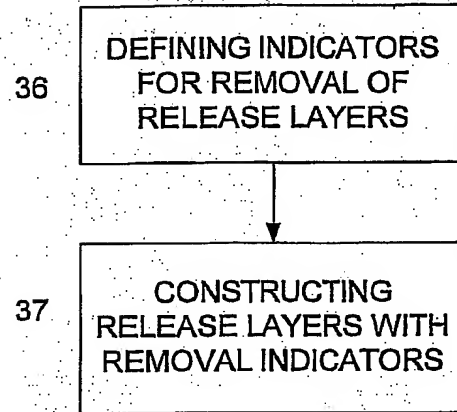 36
DEFINING INDICATORS
FOR REMOVAL OF
RELEASE LAYERS
37
CONSTRUCTING
RELEASE LAYERS WITH
REMOVAL INDICATORS